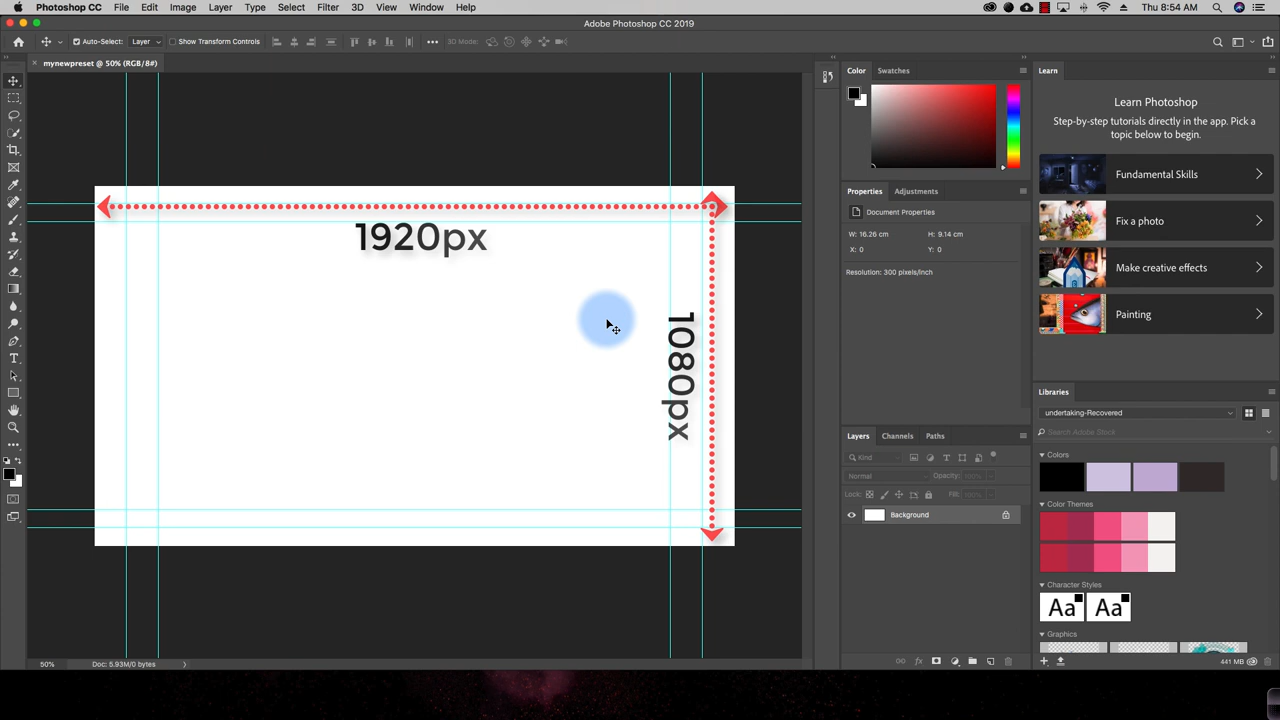 Photoshop CC File Edit Image Layer Type Select Filter 3D View Window Help
Thu 8:54 AM
Adobe Photoshop CC 2019
Auto-Select: Layer Show Transform Controls 3D Mode:
mynewpreset @ 50% (RGB/8#)
1920px
1080px
50% Doc: 5.93M/0 bytes
Color Swatches
Properties Adjustments
Document Properties
W: 16.26 cm H: 9.14 cm
X: 0 Y: 0
Resolution: 300 pixels/inch
Layers Channels Paths
Kind
Normal Opacity: 100%
Lock: Fill: 100%
Background
Learn
Learn Photoshop
Step-by-step tutorials directly in the app. Pick a
topic below to begin.
Fundamental Skills
Fix a photo
Make creative effects
Painting
Libraries
undertaking-Recovered
Search Adobe Stock
Colors
Color Themes
Character Styles
Aa Aa
Graphics
441 MB